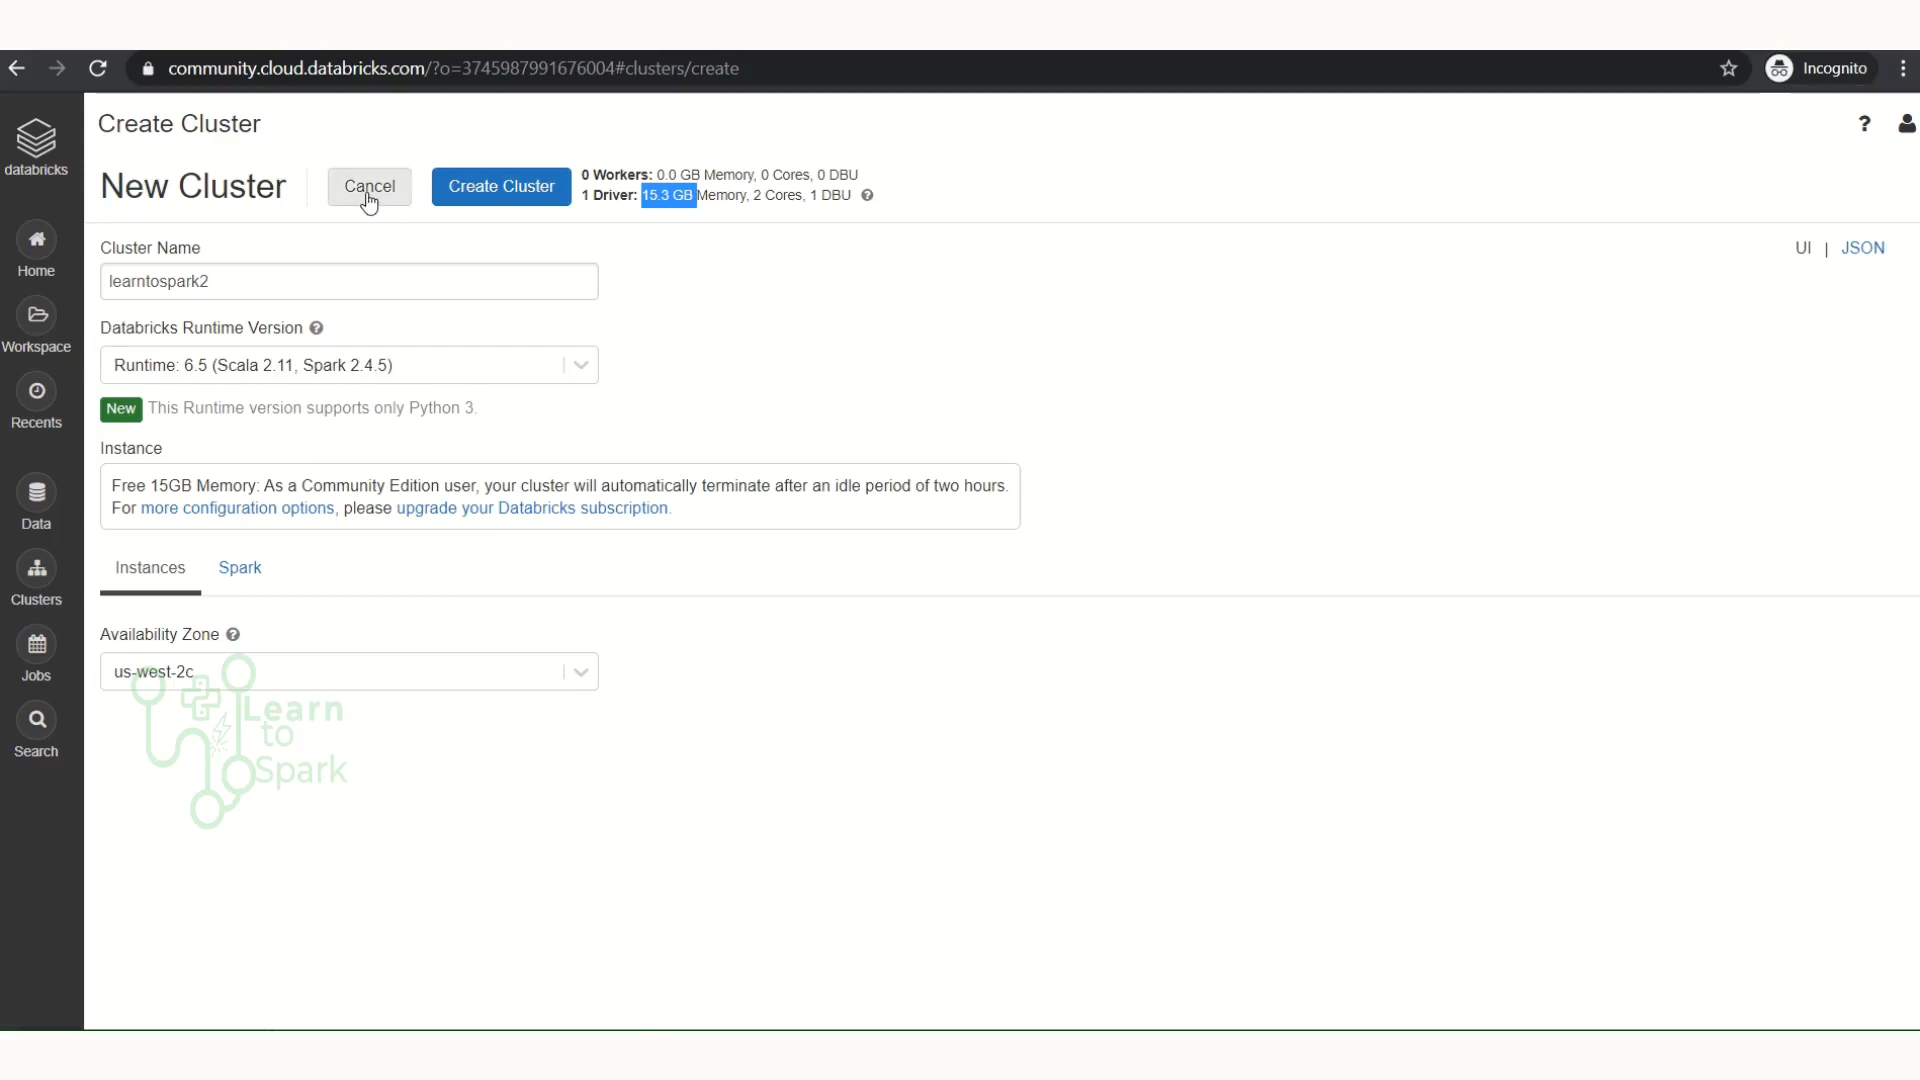 community.cloud.databricks.com/?o=3745987991676004#clusters/create
Incognito
databricks
Home
Workspace
Recents
Data
Clusters
Jobs
Search
Create Cluster
?
New Cluster
Cancel
Create Cluster
0 Workers: 0.0 GB Memory, 0 Cores, 0 DBU
1 Driver: 15.3 GB Memory, 2 Cores, 1 DBU ?
UI | JSON
Cluster Name
learntospark2
Databricks Runtime Version ?
Runtime: 6.5 (Scala 2.11, Spark 2.4.5)
New This Runtime version supports only Python 3.
Instance
Free 15GB Memory: As a Community Edition user, your cluster will automatically terminate after an idle period of two hours.
For more configuration options, please upgrade your Databricks subscription.
Instances Spark
Availability Zone ?
us-west-2c
Learn
to
Spark